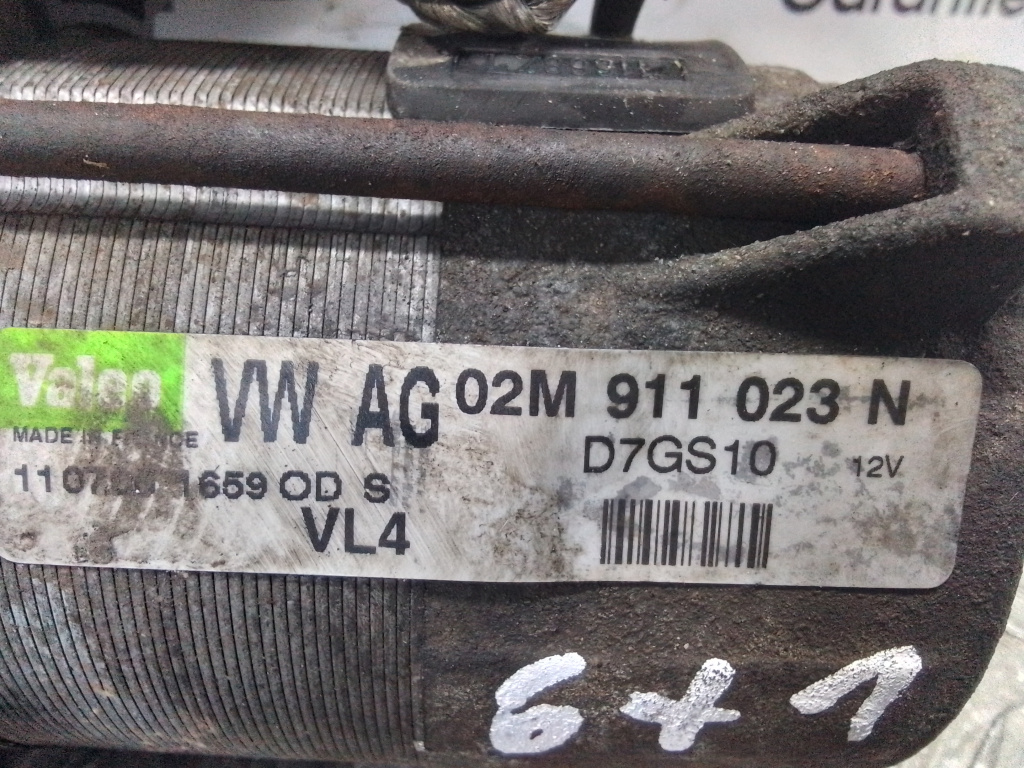 Valeo VW AG 02M 911 023 N
MADE IN FRANCE D7GS10 12V
1659 OD S
VL4
6+1